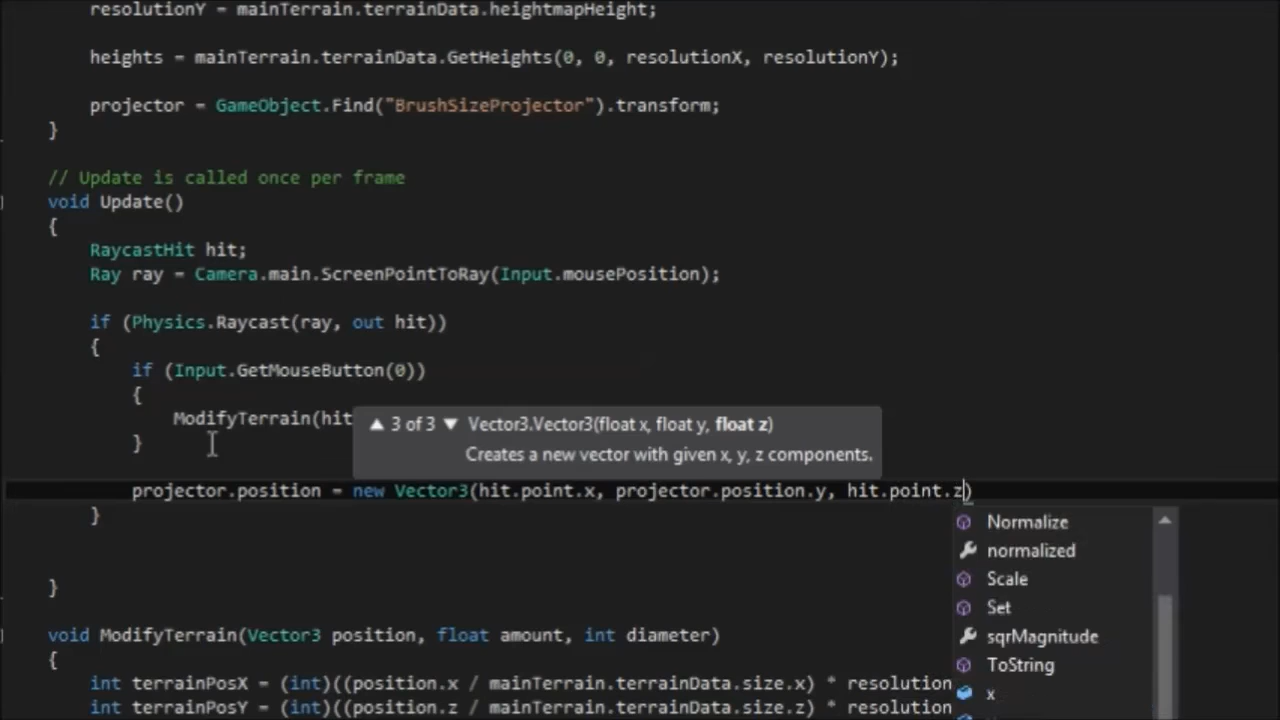 resolutionY = mainTerrain.terrainData.heightmapHeight;
heights = mainTerrain.terrainData.GetHeights(0, 0, resolutionX, resolutionY);
projector = GameObject.Find("BrushSizeProjector").transform;
}
// Update is called once per frame
void Update()
{
RaycastHit hit;
Ray ray = Camera.main.ScreenPointToRay(Input.mousePosition);
if (Physics.Raycast(ray, out hit))
{
if (Input.GetMouseButton(0))
{
ModifyTerrain(hit
}
3 of 3 Vector3.Vector3(float x, float y, float z)
Creates a new vector with given x, y, z components.
projector.position = new Vector3(hit.point.x, projector.position.y, hit.point.z)
}
Normalize
normalized
Scale
Set
sqrMagnitude
ToString
x
}
void ModifyTerrain(Vector3 position, float amount, int diameter)
{
int terrainPosX = (int)((position.x / mainTerrain.terrainData.size.x) * resolution
int terrainPosY = (int)((position.z / mainTerrain.terrainData.size.z) * resolution